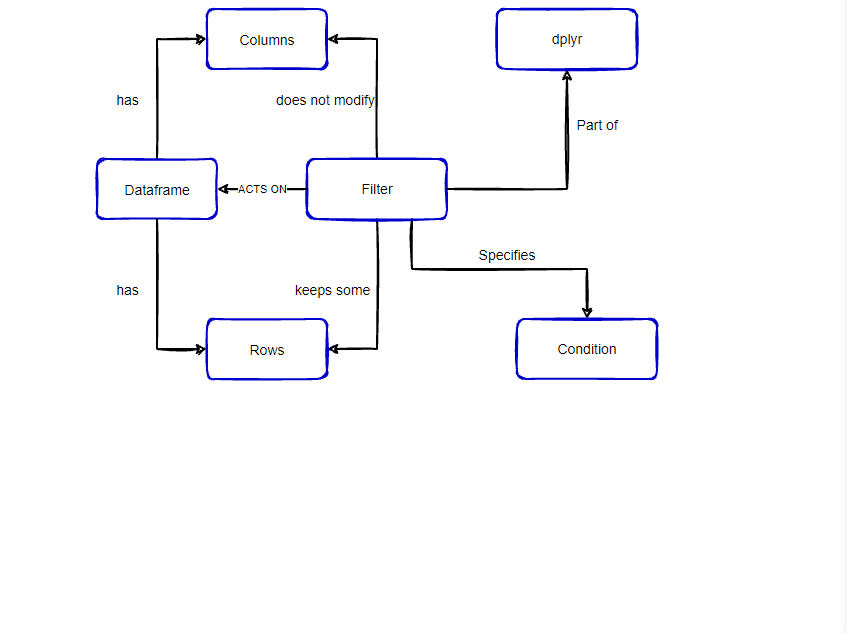 Columns
dplyr
has
does not modify
Part of
Dataframe
ACTS ON
Filter
Specifies
has
keeps some
Rows
Condition